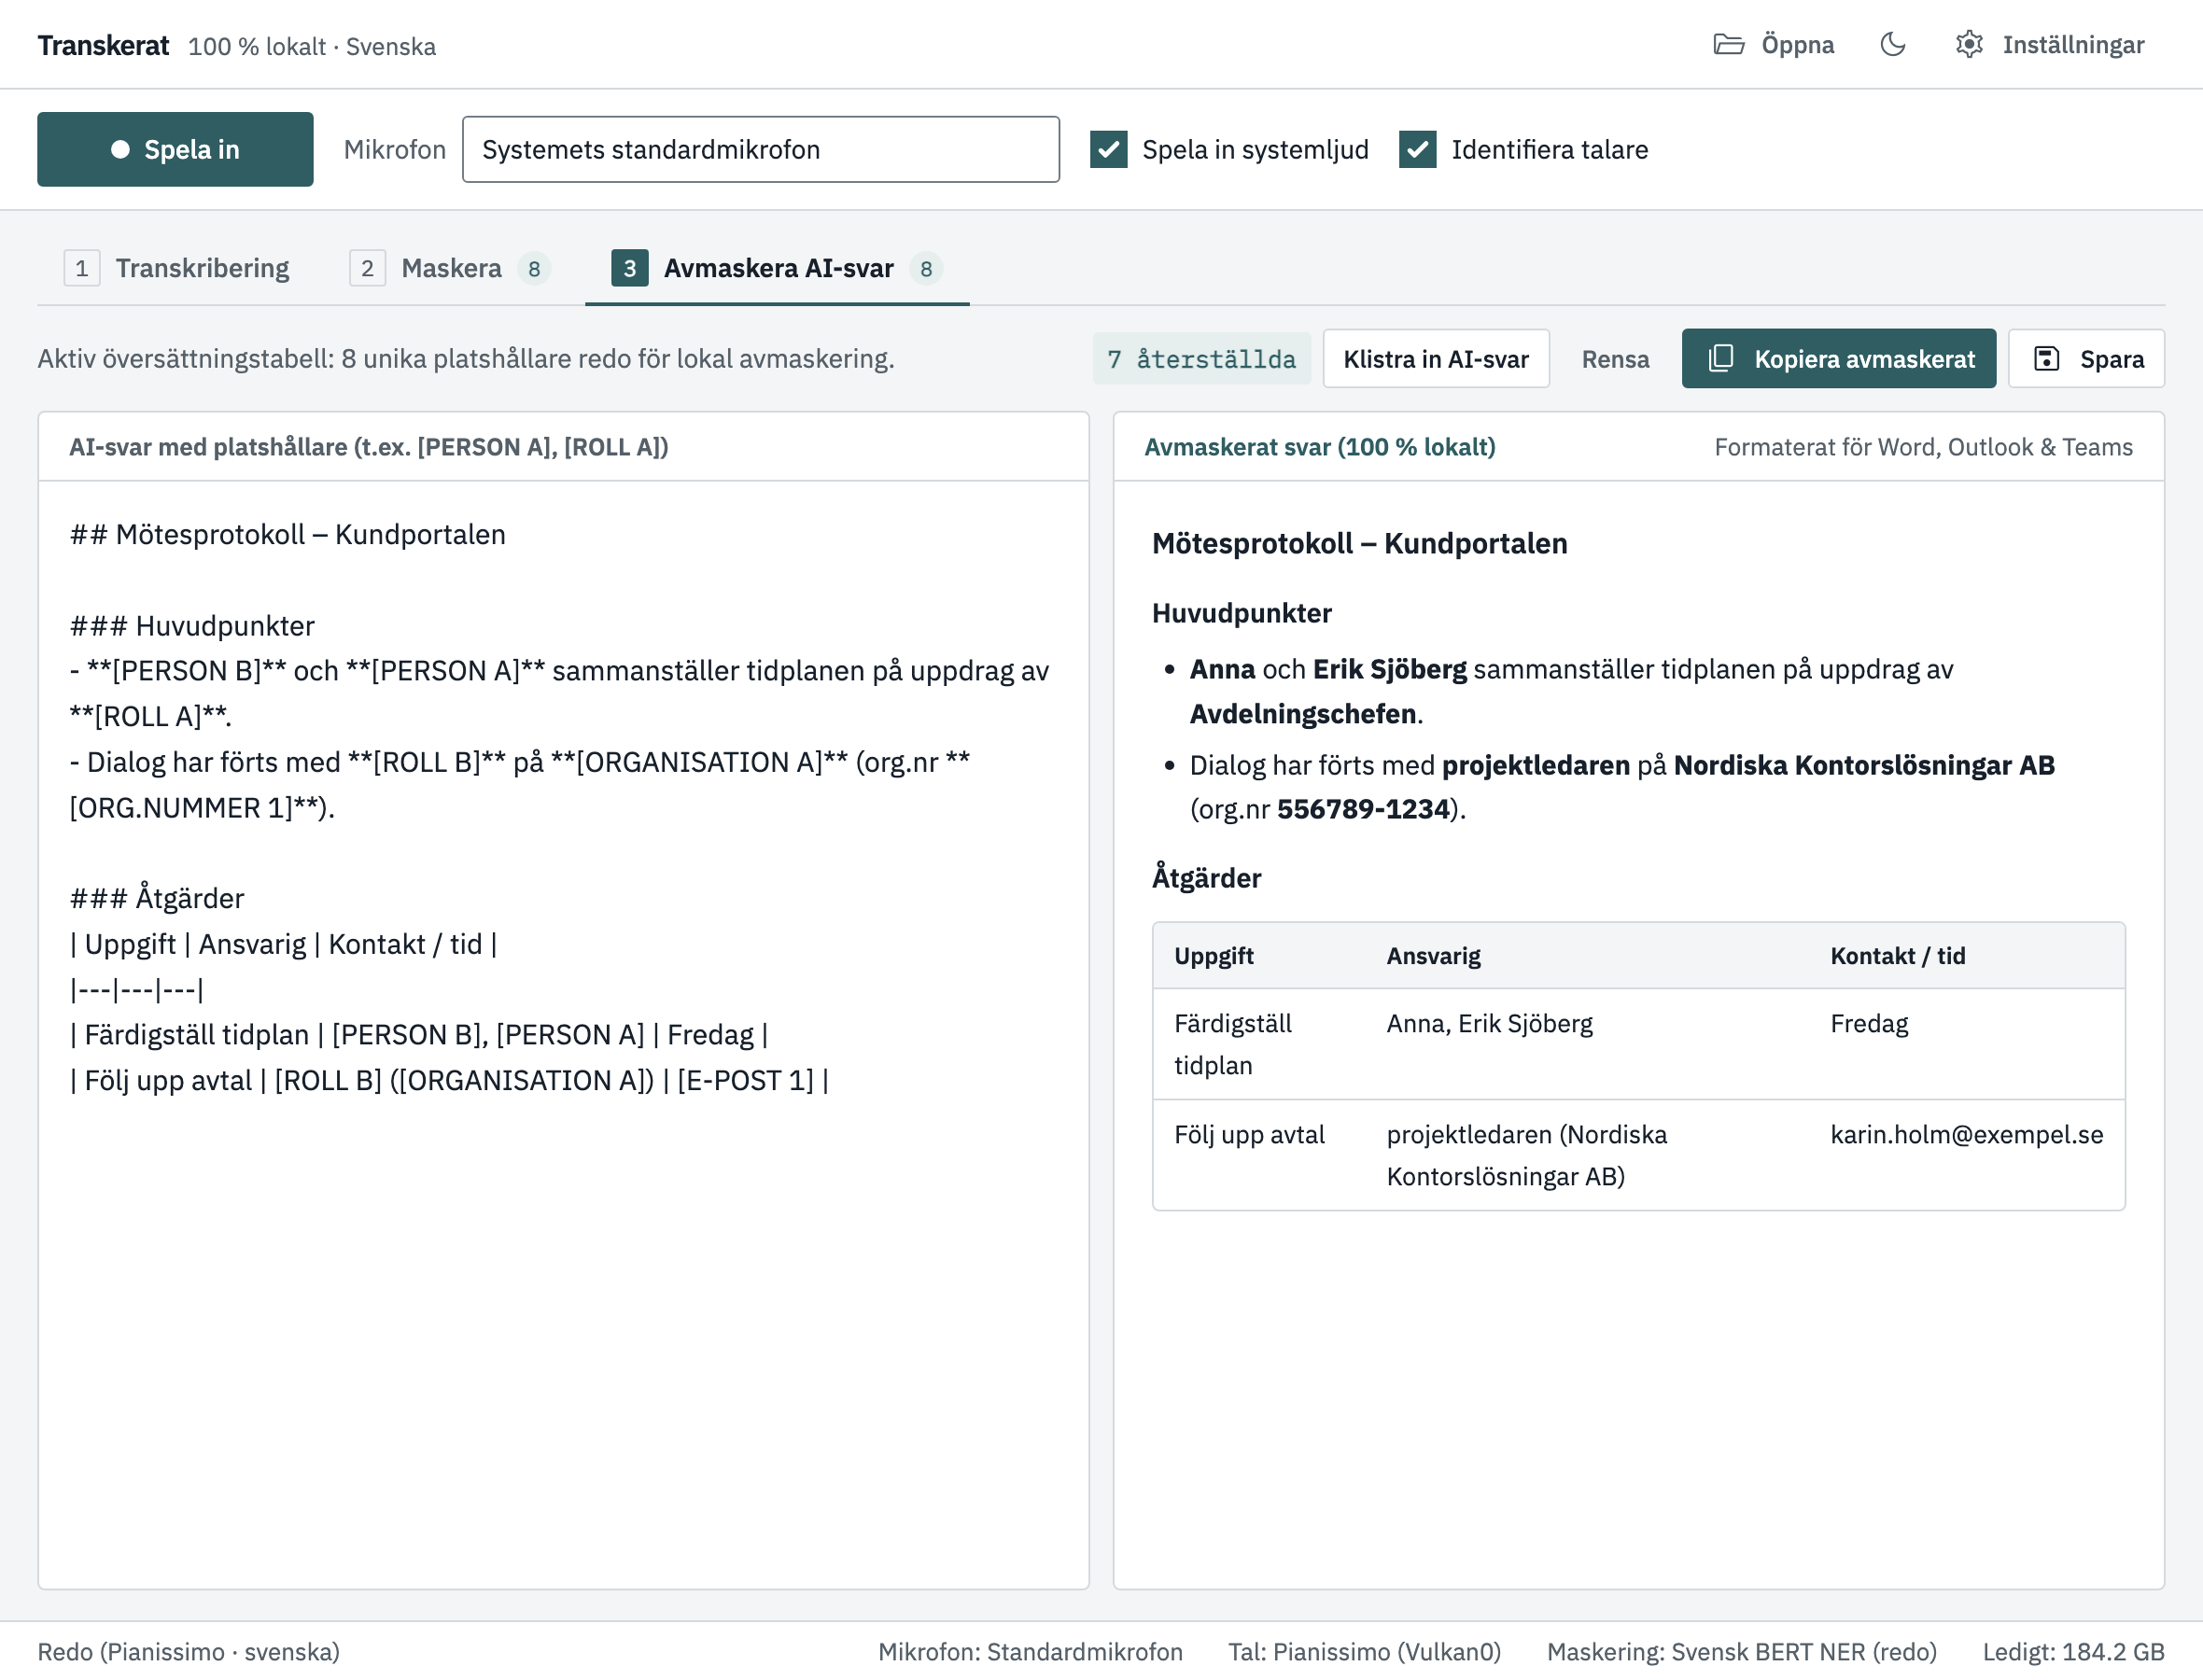 Transkerat 100 % lokalt · Svenska
Öppna Inställningar
Spela in Mikrofon Systemets standardmikrofon Spela in systemljud Identifiera talare
1 Transkribering 2 Maskera 8 3 Avmaskera AI-svar 8
Aktiv översättningstabell: 8 unika platshållare redo för lokal avmaskering.
7 återställda Klistra in AI-svar Rensa Kopiera avmaskerat Spara
AI-svar med platshållare (t.ex. [PERSON A], [ROLL A])
## Mötesprotokoll – Kundportalen
### Huvudpunkter
- **[PERSON B]** och **[PERSON A]** sammanställer tidplanen på uppdrag av
**[ROLL A]**.
- Dialog har förts med **[ROLL B]** på **[ORGANISATION A]** (org.nr **
[ORG.NUMMER 1]**).
### Åtgärder
| Uppgift | Ansvarig | Kontakt / tid |
|---|---|---|
| Färdigställ tidplan | [PERSON B], [PERSON A] | Fredag |
| Följ upp avtal | [ROLL B] ([ORGANISATION A]) | [E-POST 1] |
Avmaskerat svar (100 % lokalt) Formaterat för Word, Outlook & Teams
Mötesprotokoll – Kundportalen
Huvudpunkter
• Anna och Erik Sjöberg sammanställer tidplanen på uppdrag av
Avdelningschefen.
• Dialog har förts med projektledaren på Nordiska Kontorslösningar AB
(org.nr 556789-1234).
Åtgärder
Uppgift Ansvarig Kontakt / tid
Färdigställ Anna, Erik Sjöberg Fredag
tidplan
Följ upp avtal projektledaren (Nordiska karin.holm@exempel.se
Kontorslösningar AB)
Redo (Pianissimo · svenska) Mikrofon: Standardmikrofon Tal: Pianissimo (Vulkan0) Maskering: Svensk BERT NER (redo) Ledigt: 184.2 GB